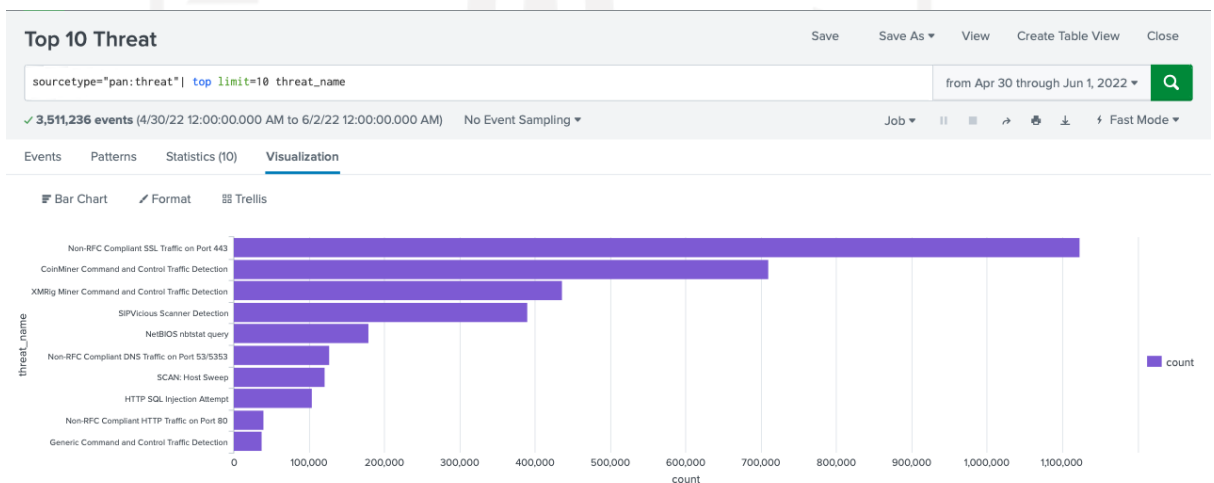 Top 10 Threat
Save Save As ▾ View Create Table View Close
sourcetype="pan:threat"| top limit=10 threat_name
from Apr 30 through Jun 1, 2022 ▾
✓ 3,511,236 events (4/30/22 12:00:00.000 AM to 6/2/22 12:00:00.000 AM) No Event Sampling ▾
Job ▾ Fast Mode ▾
Events Patterns Statistics (10) Visualization
Bar Chart Format Trellis
threat_name
Non-RFC Compliant SSL Traffic on Port 443
CoinMiner Command and Control Traffic Detection
XMRig Miner Command and Control Traffic Detection
SIPVicious Scanner Detection
NetBIOS nbtstat query
Non-RFC Compliant DNS Traffic on Port 53/5353
SCAN: Host Sweep
HTTP SQL Injection Attempt
Non-RFC Compliant HTTP Traffic on Port 80
Generic Command and Control Traffic Detection
0 100,000 200,000 300,000 400,000 500,000 600,000 700,000 800,000 900,000 1,000,000 1,100,000
count
count